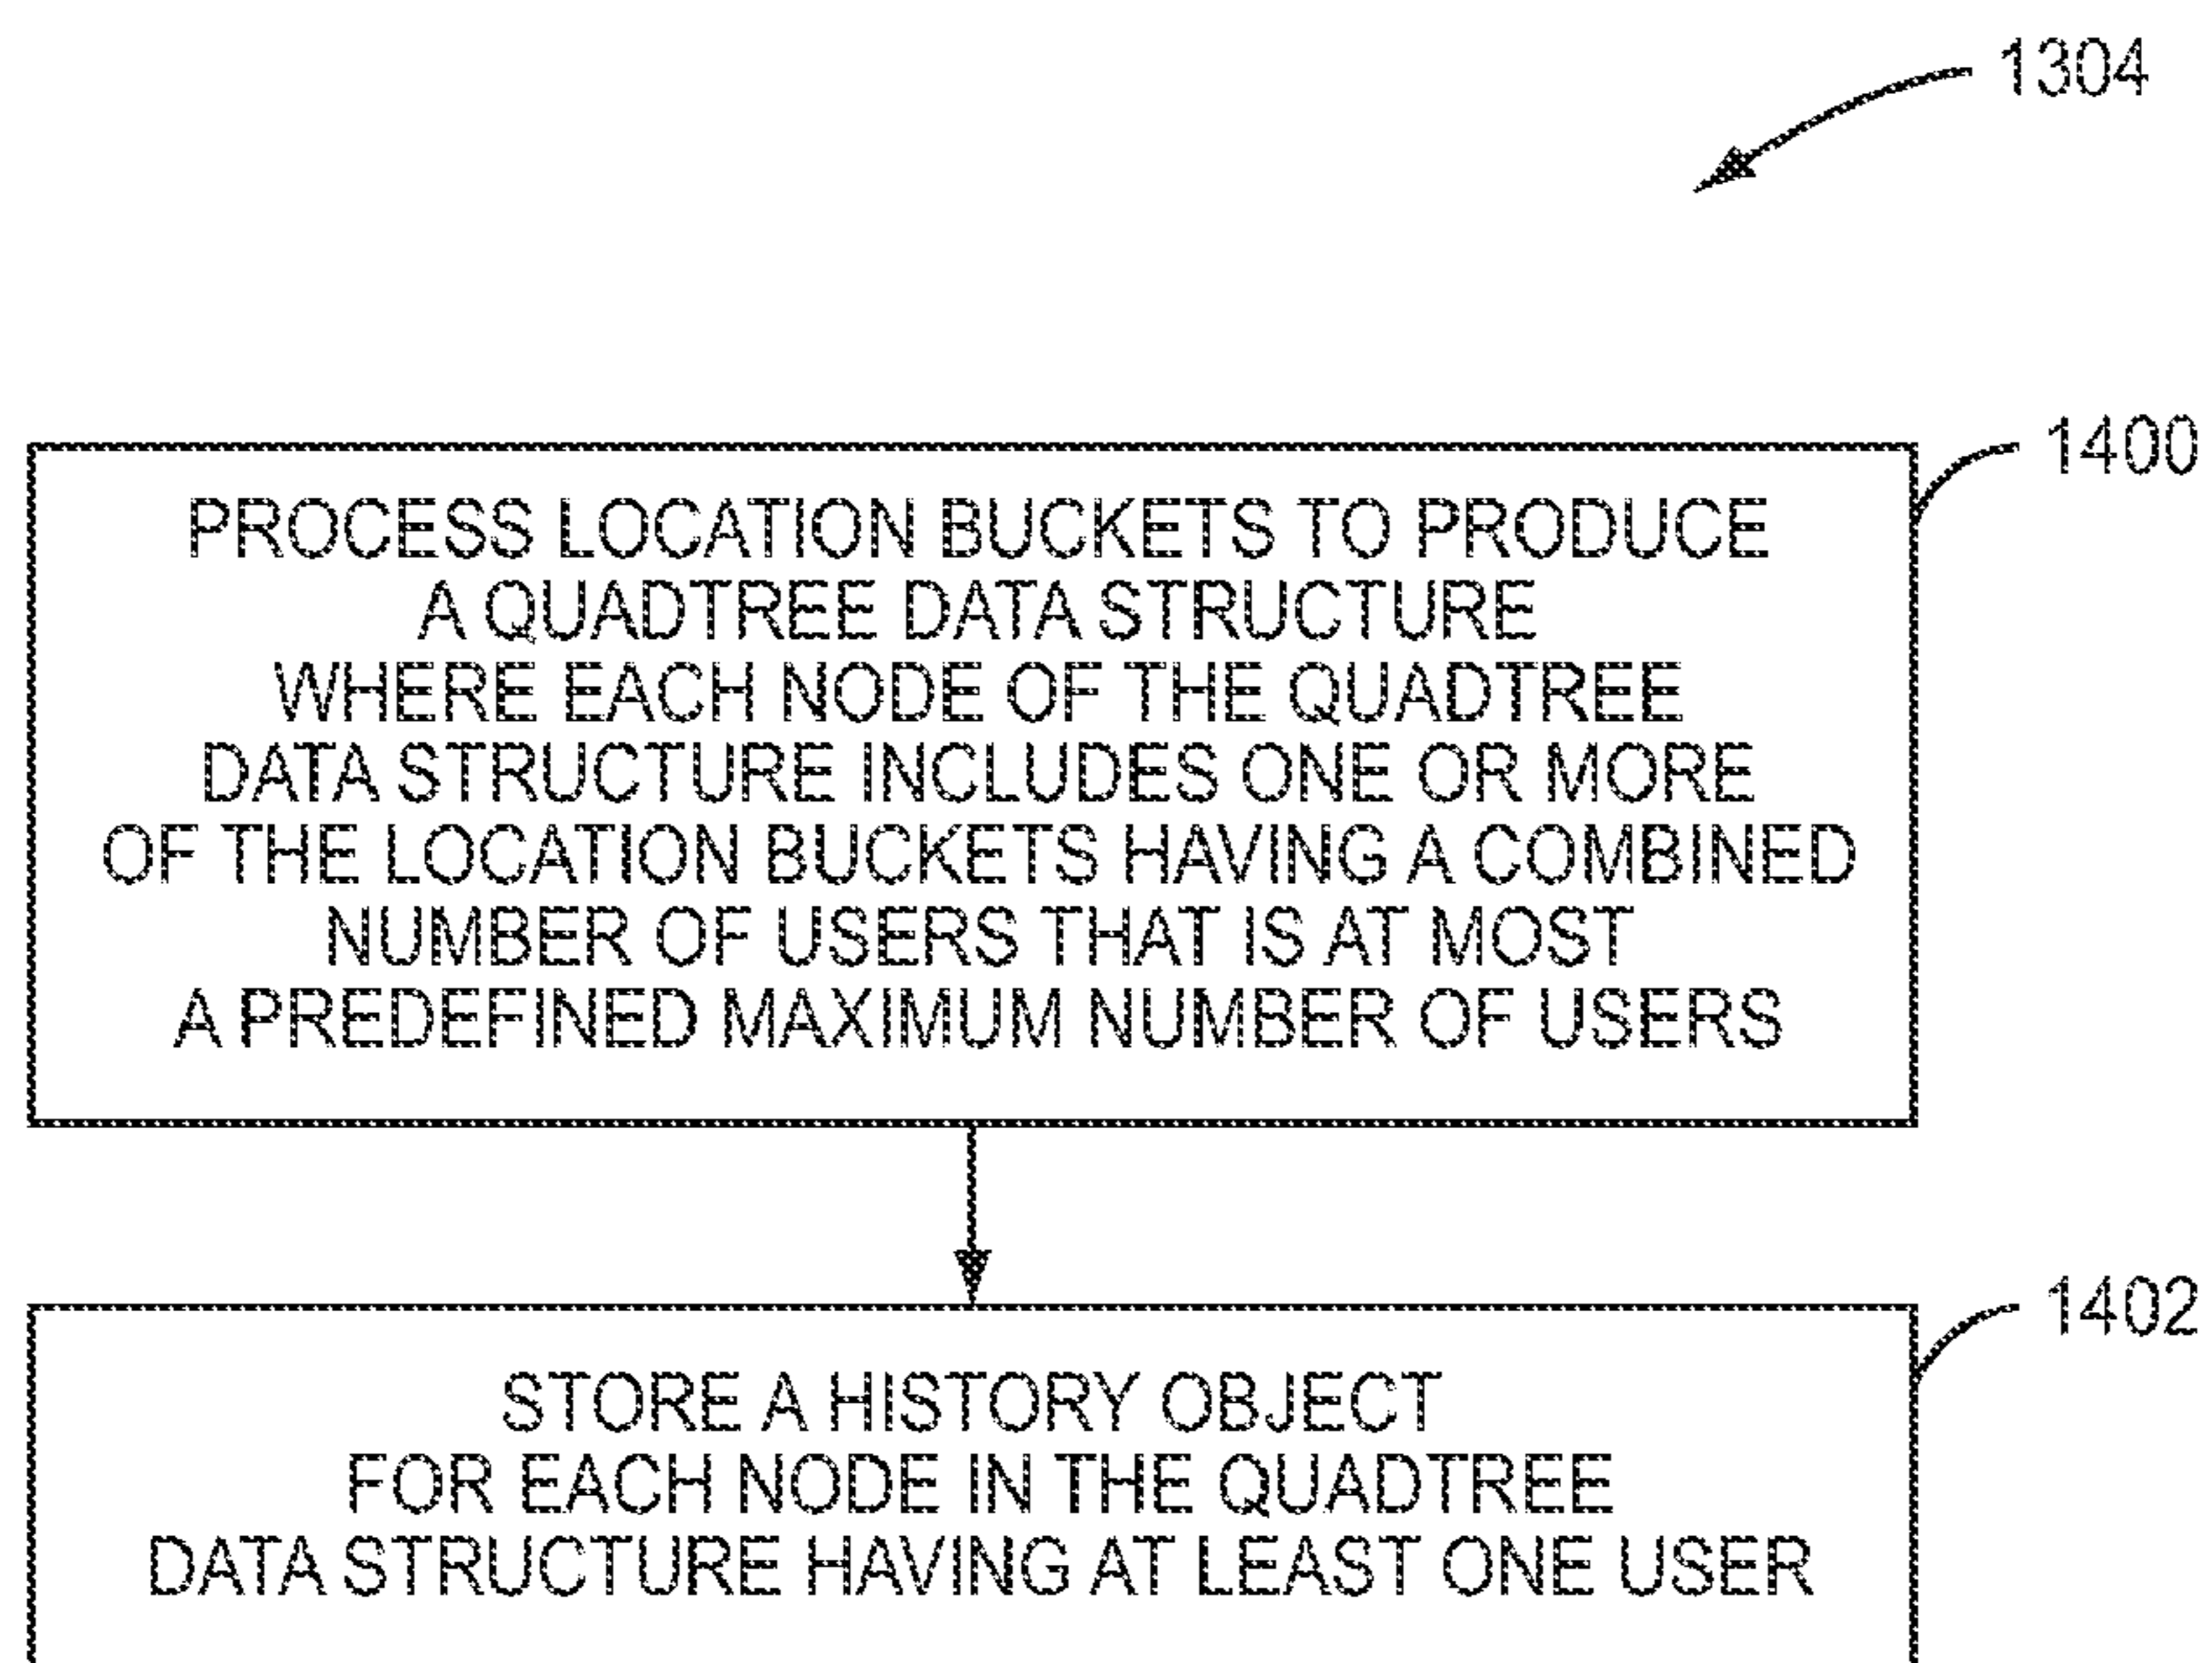 1304
1400
PROCESS LOCATION BUCKETS TO PRODUCE
A QUADTREE DATA STRUCTURE
WHERE EACH NODE OF THE QUADTREE
DATA STRUCTURE INCLUDES ONE OR MORE
OF THE LOCATION BUCKETS HAVING A COMBINED
NUMBER OF USERS THAT IS AT MOST
A PREDEFINED MAXIMUM NUMBER OF USERS
1402
STORE A HISTORY OBJECT
FOR EACH NODE IN THE QUADTREE
DATA STRUCTURE HAVING AT LEAST ONE USER